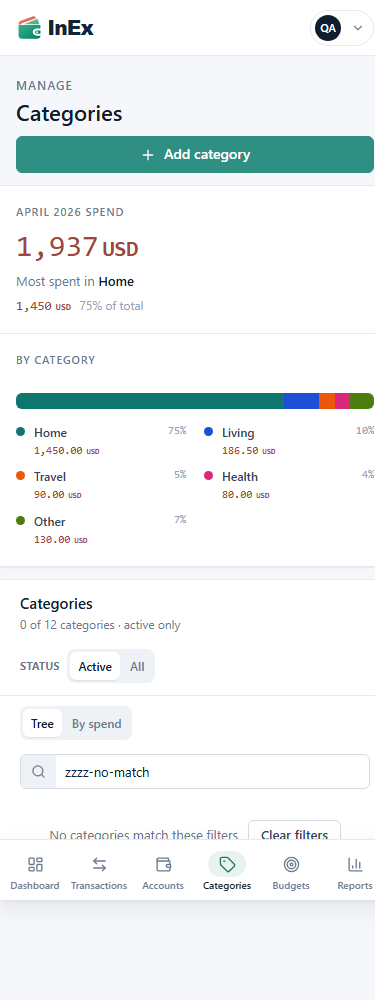 InEx
QA
MANAGE
Categories
Add category
APRIL 2026 SPEND
1,937 USD
Most spent in Home
1,450 USD 75% of total
BY CATEGORY
Home 75%
1,450.00 USD
Living 10%
186.50 USD
Travel 5%
90.00 USD
Health 4%
80.00 USD
Other 7%
130.00 USD
Categories
0 of 12 categories · active only
STATUS Active All
Tree By spend
zzzz-no-match
No categories match these filters Clear filters
Dashboard Transactions Accounts Categories Budgets Reports